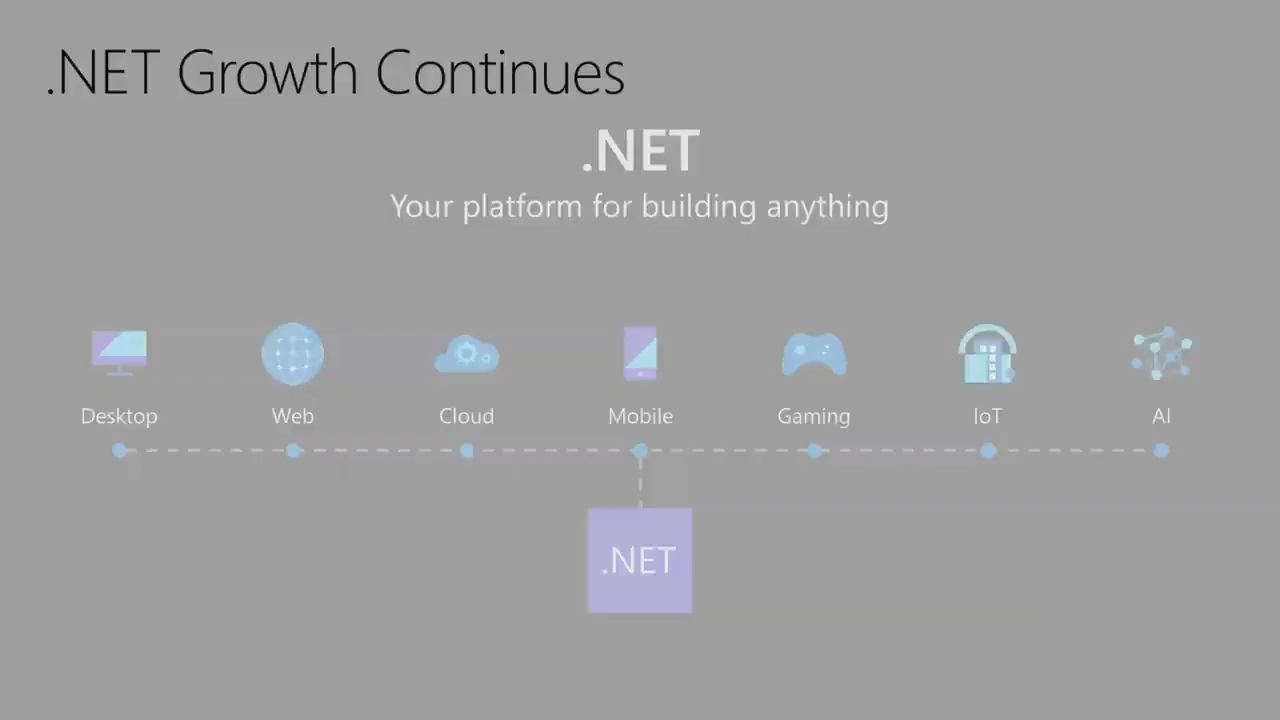 .NET Growth Continues
.NET
Your platform for building anything
Desktop
Web
Cloud
Mobile
Gaming
IoT
AI
.NET